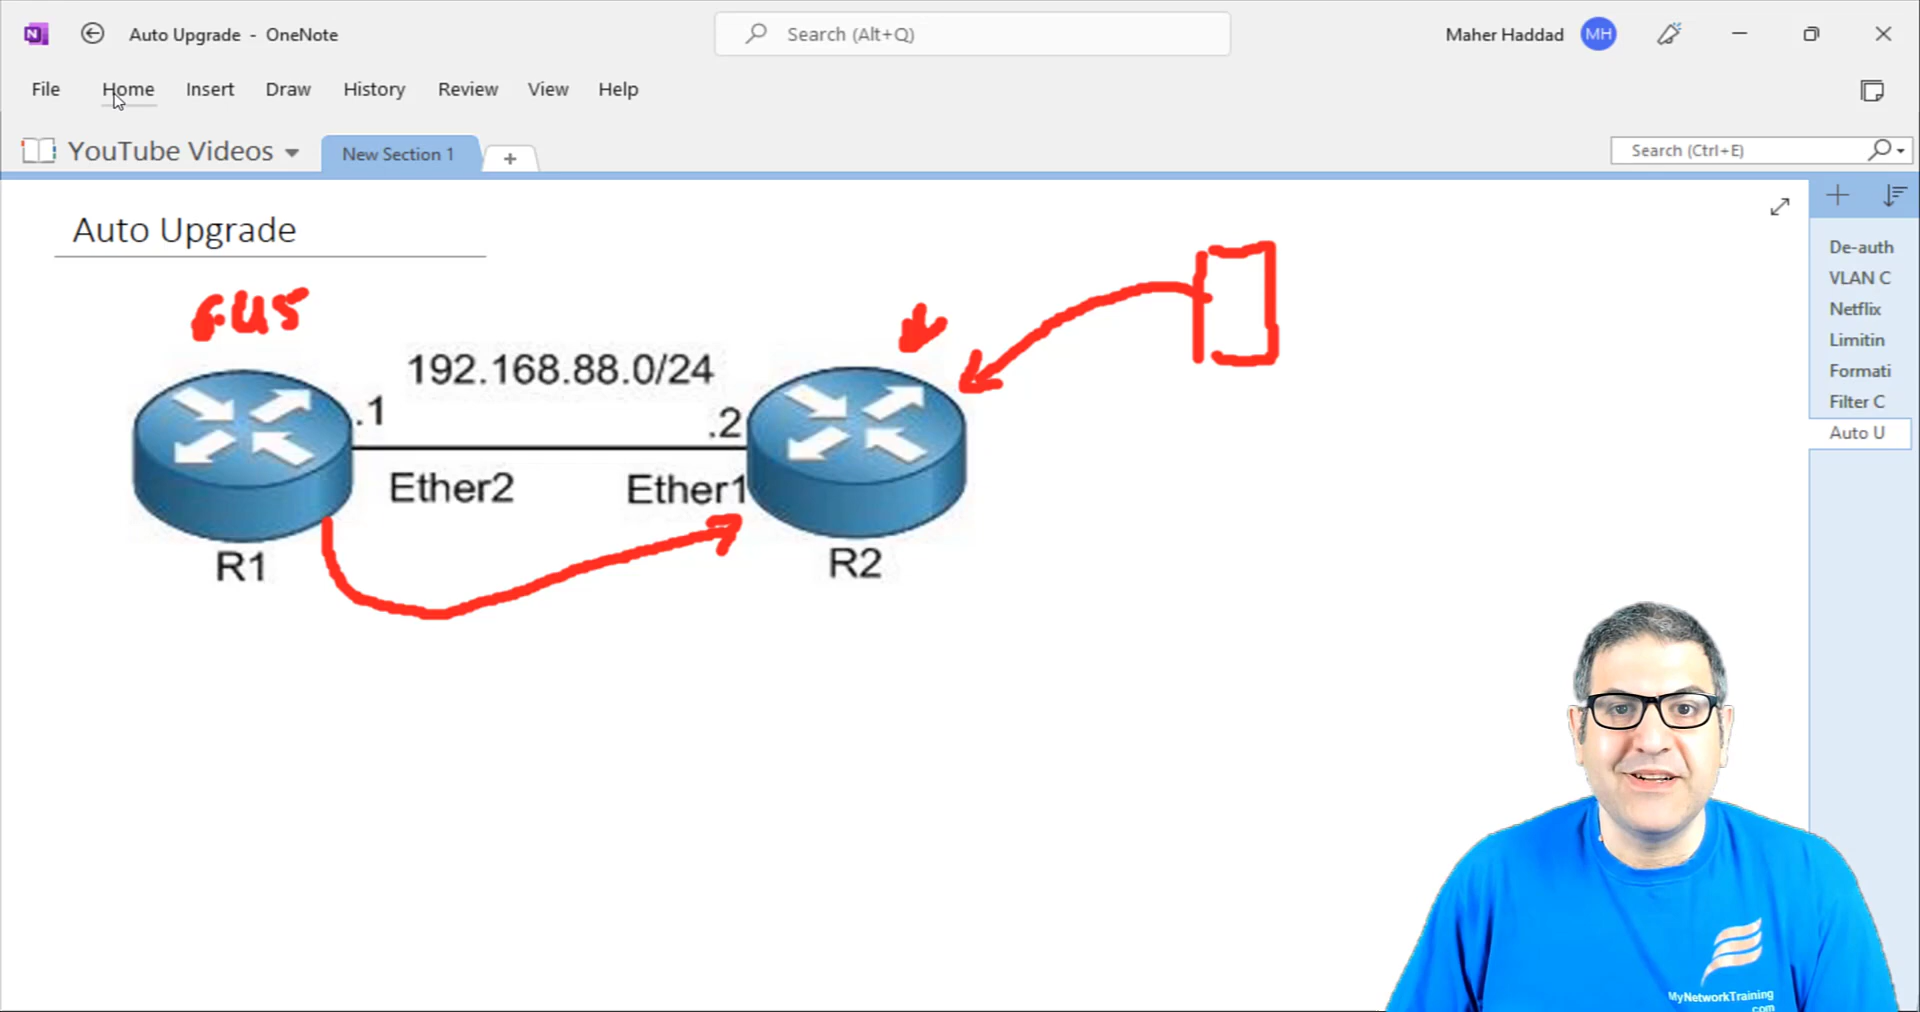 Auto Upgrade - OneNote
Search (Alt+Q)
Maher Haddad
MH
File
Home
Insert
Draw
History
Review
View
Help
YouTube Videos
New Section 1
+
Search (Ctrl+E)
Auto Upgrade
192.168.88.0/24
.1
.2
Ether2
Ether1
R1
R2
De-auth
VLAN C
Netflix
Limitin
Formati
Filter C
Auto U
MyNetworkTraining
.com